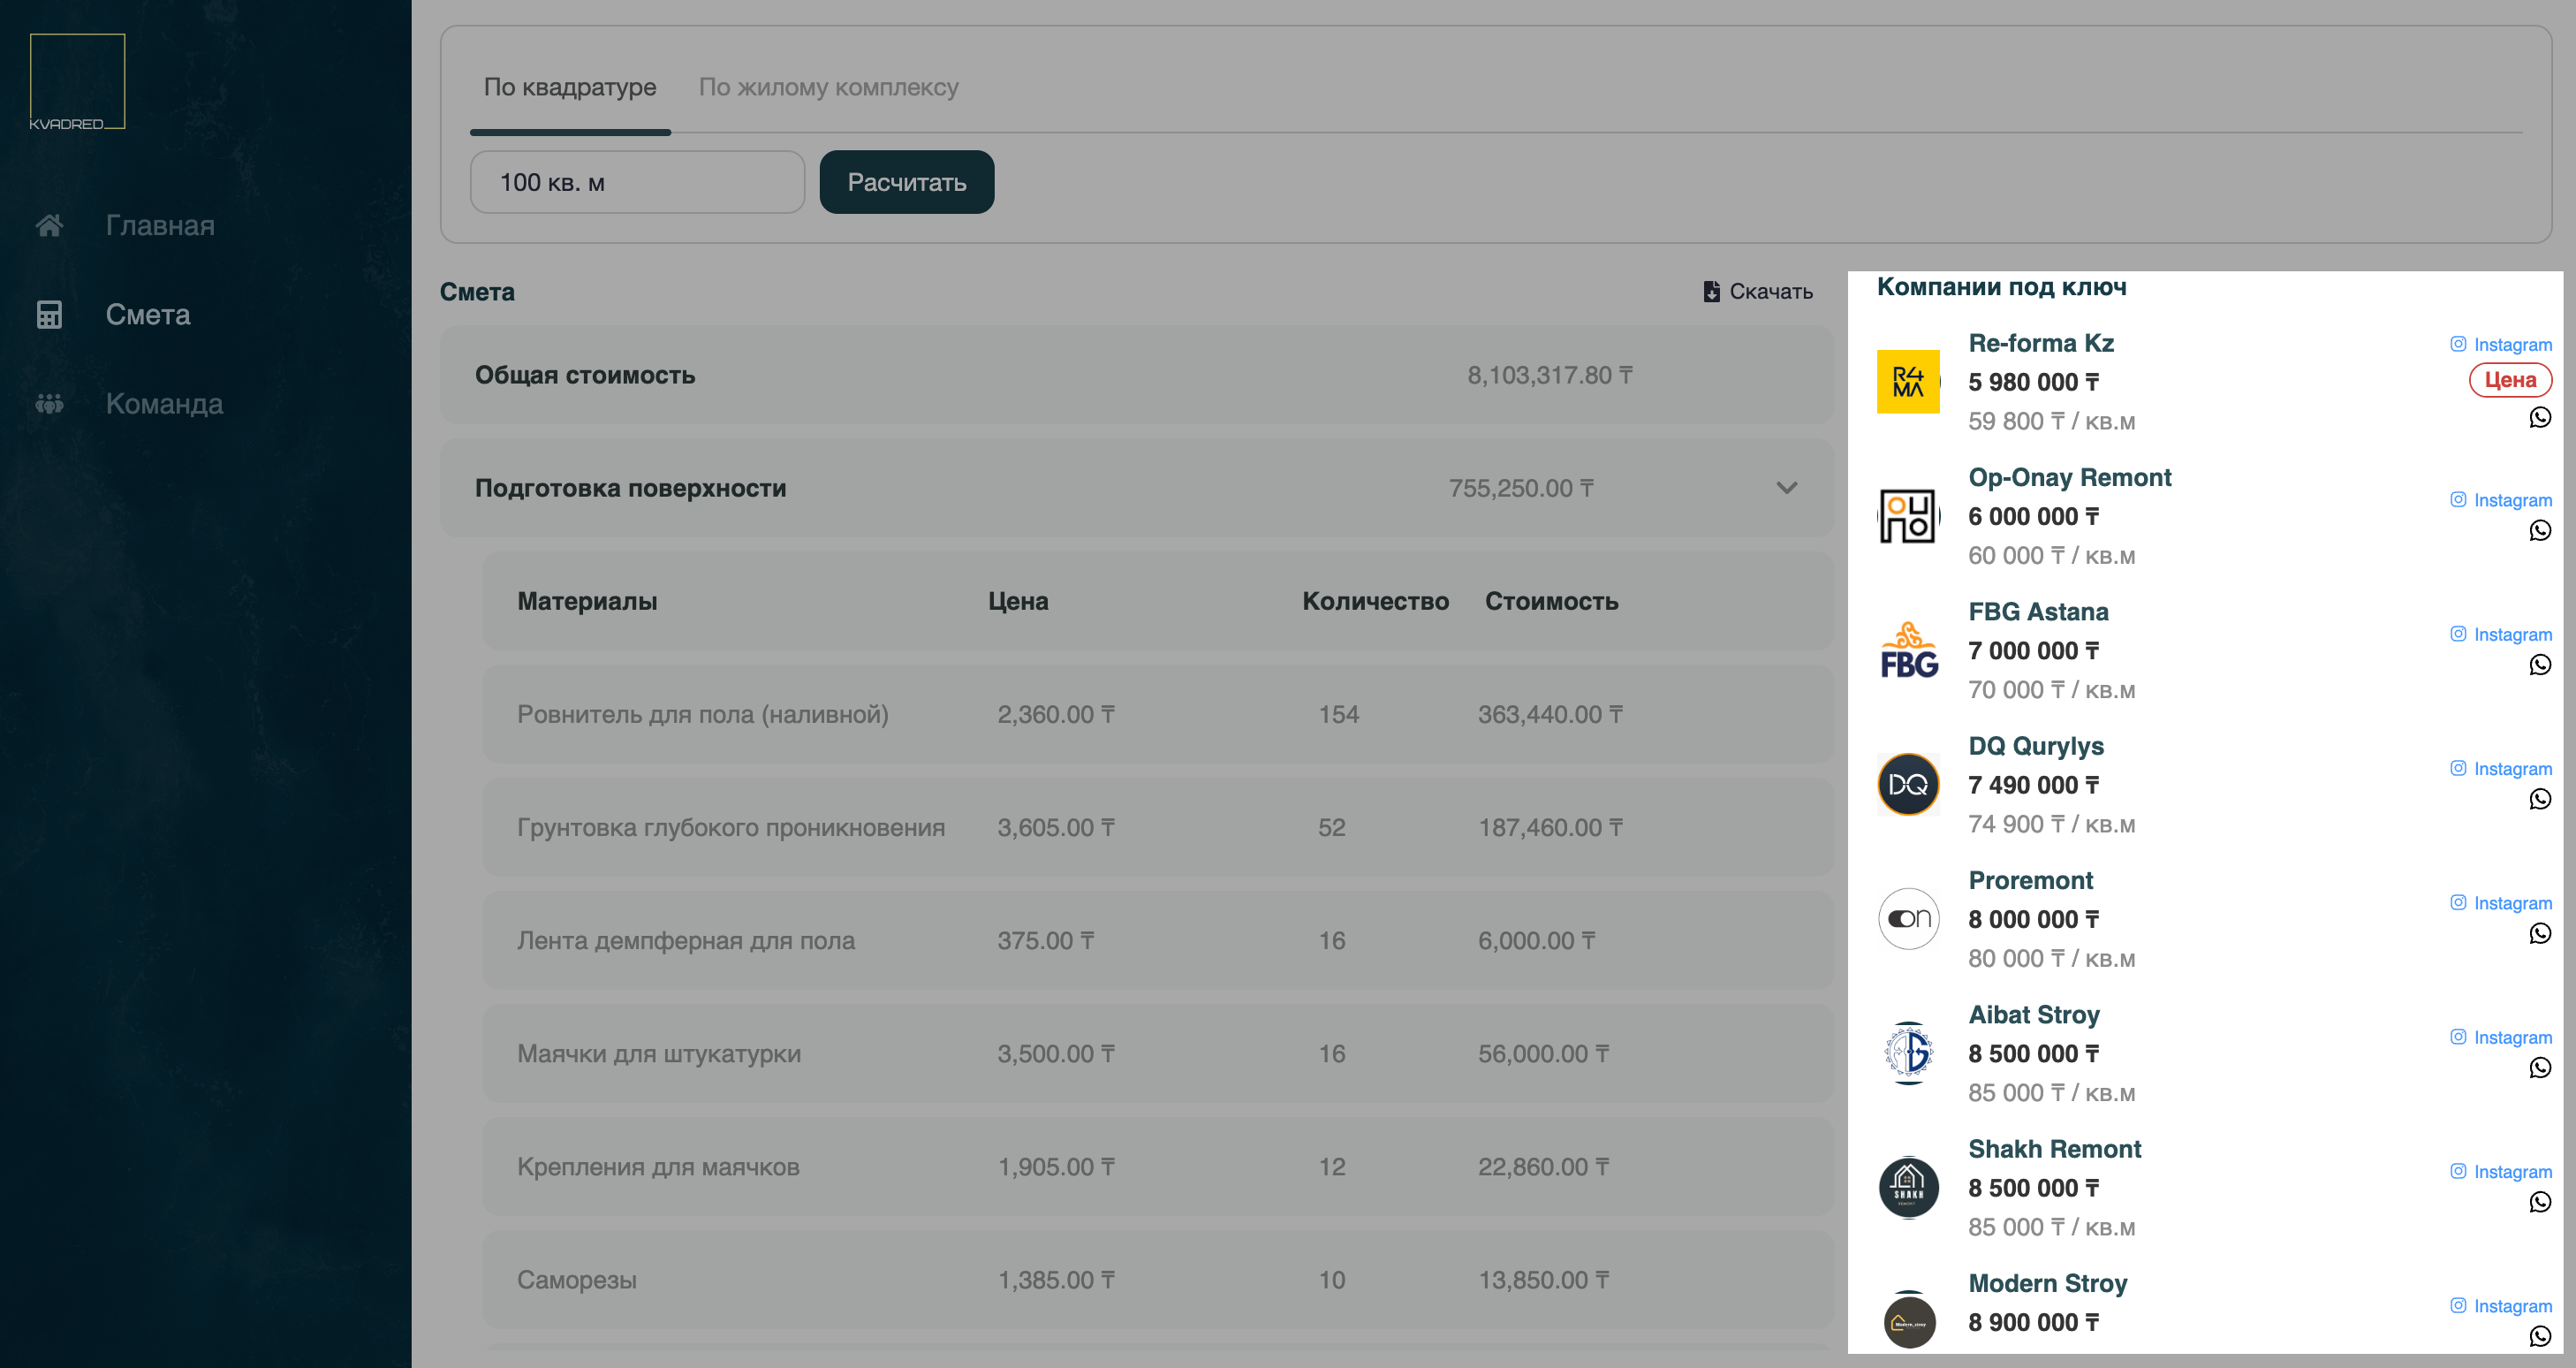 KVADRED
Главная
Смета
Команда
По квадратуре По жилому комплексу
100 кв. м Расчитать
Смета Скачать
Общая стоимость 8,103,317.80 ₸
Подготовка поверхности 755,250.00 ₸
Материалы Цена Количество Стоимость
Ровнитель для пола (наливной) 2,360.00 ₸ 154 363,440.00 ₸
Грунтовка глубокого проникновения 3,605.00 ₸ 52 187,460.00 ₸
Лента демпферная для пола 375.00 ₸ 16 6,000.00 ₸
Маячки для штукатурки 3,500.00 ₸ 16 56,000.00 ₸
Крепления для маячков 1,905.00 ₸ 12 22,860.00 ₸
Саморезы 1,385.00 ₸ 10 13,850.00 ₸
Компании под ключ
R4
MA
Re-forma Kz Instagram
5 980 000 ₸ Цена
59 800 ₸ / кв.м
Op-Onay Remont
6 000 000 ₸ Instagram
60 000 ₸ / кв.м
FBG
FBG Astana
7 000 000 ₸ Instagram
70 000 ₸ / кв.м
DQ
DQ Qurylys
7 490 000 ₸ Instagram
74 900 ₸ / кв.м
on
Proremont
8 000 000 ₸ Instagram
80 000 ₸ / кв.м
Aibat Stroy
8 500 000 ₸ Instagram
85 000 ₸ / кв.м
SHAKH
Shakh Remont
8 500 000 ₸ Instagram
85 000 ₸ / кв.м
Modern Stroy
8 900 000 ₸ Instagram